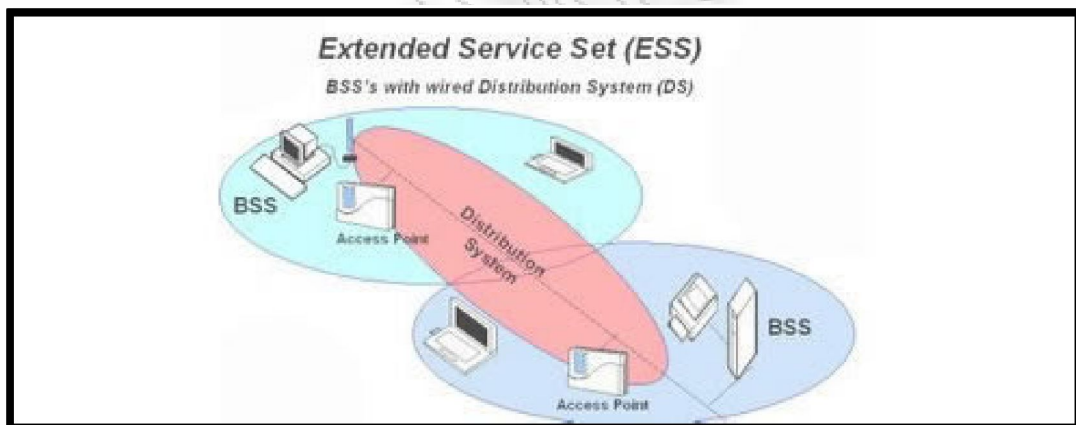 Extended Service Set (ESS)
BSS's with wired Distribution System (DS)
BSS
Access Point
Distribution
System
BSS
Access Point